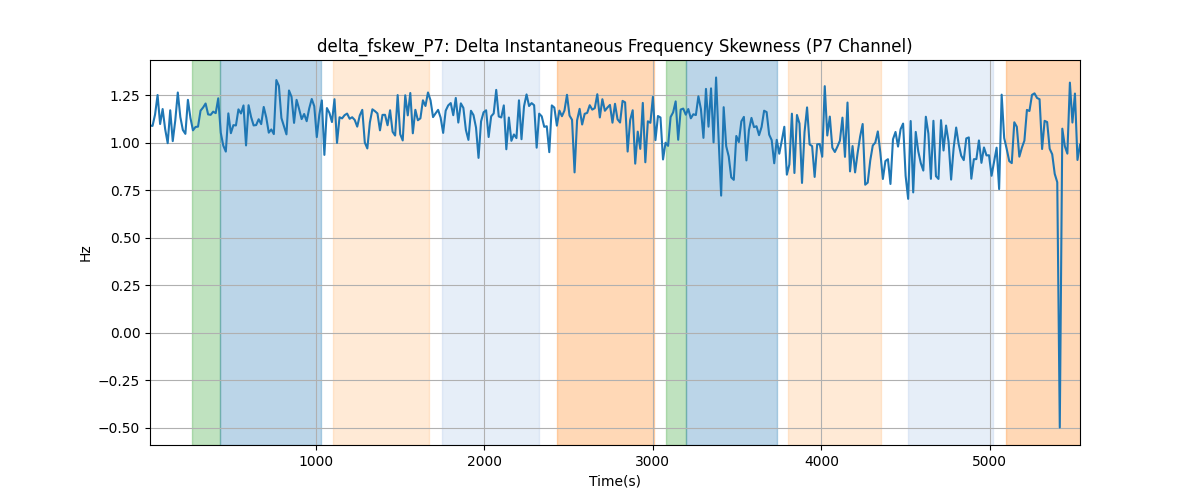 delta_fskew_P7: Delta Instantaneous Frequency Skewness (P7 Channel)
1.25
1.00
0.75
0.50
0.25
0.00
−0.25
−0.50
Hz
1000 2000 3000 4000 5000
Time(s)